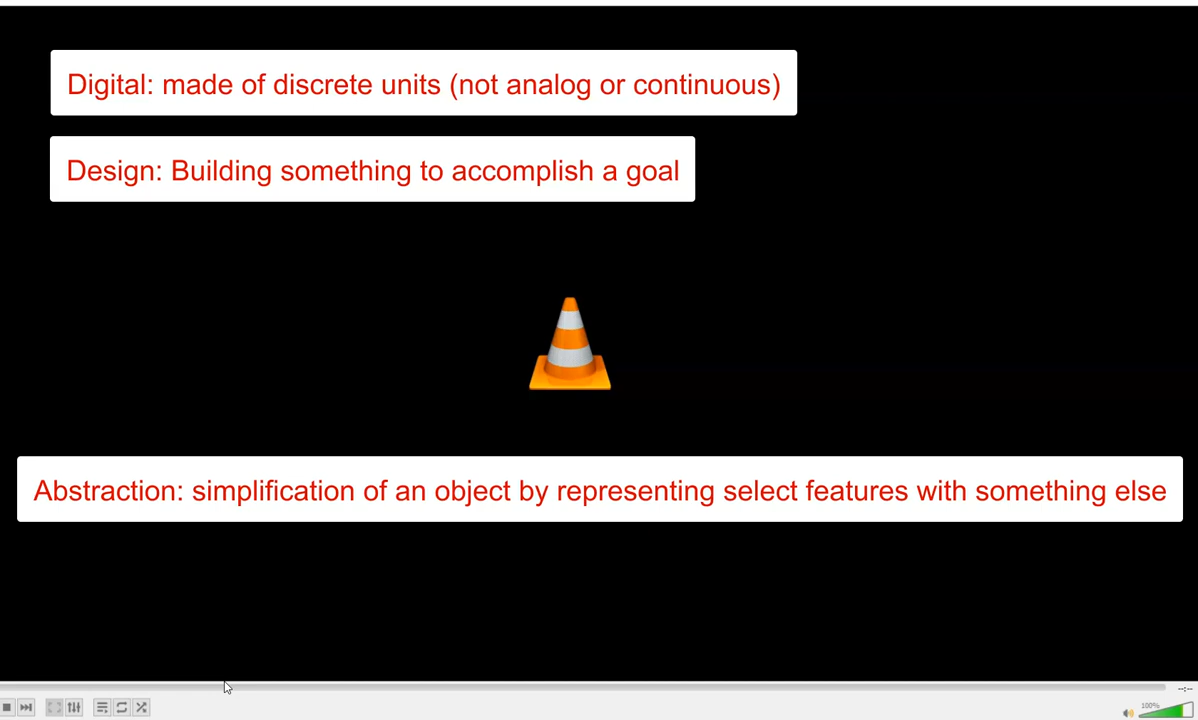 Digital: made of discrete units (not analog or continuous)
Design: Building something to accomplish a goal
Abstraction: simplification of an object by representing select features with something else
--:--
100%